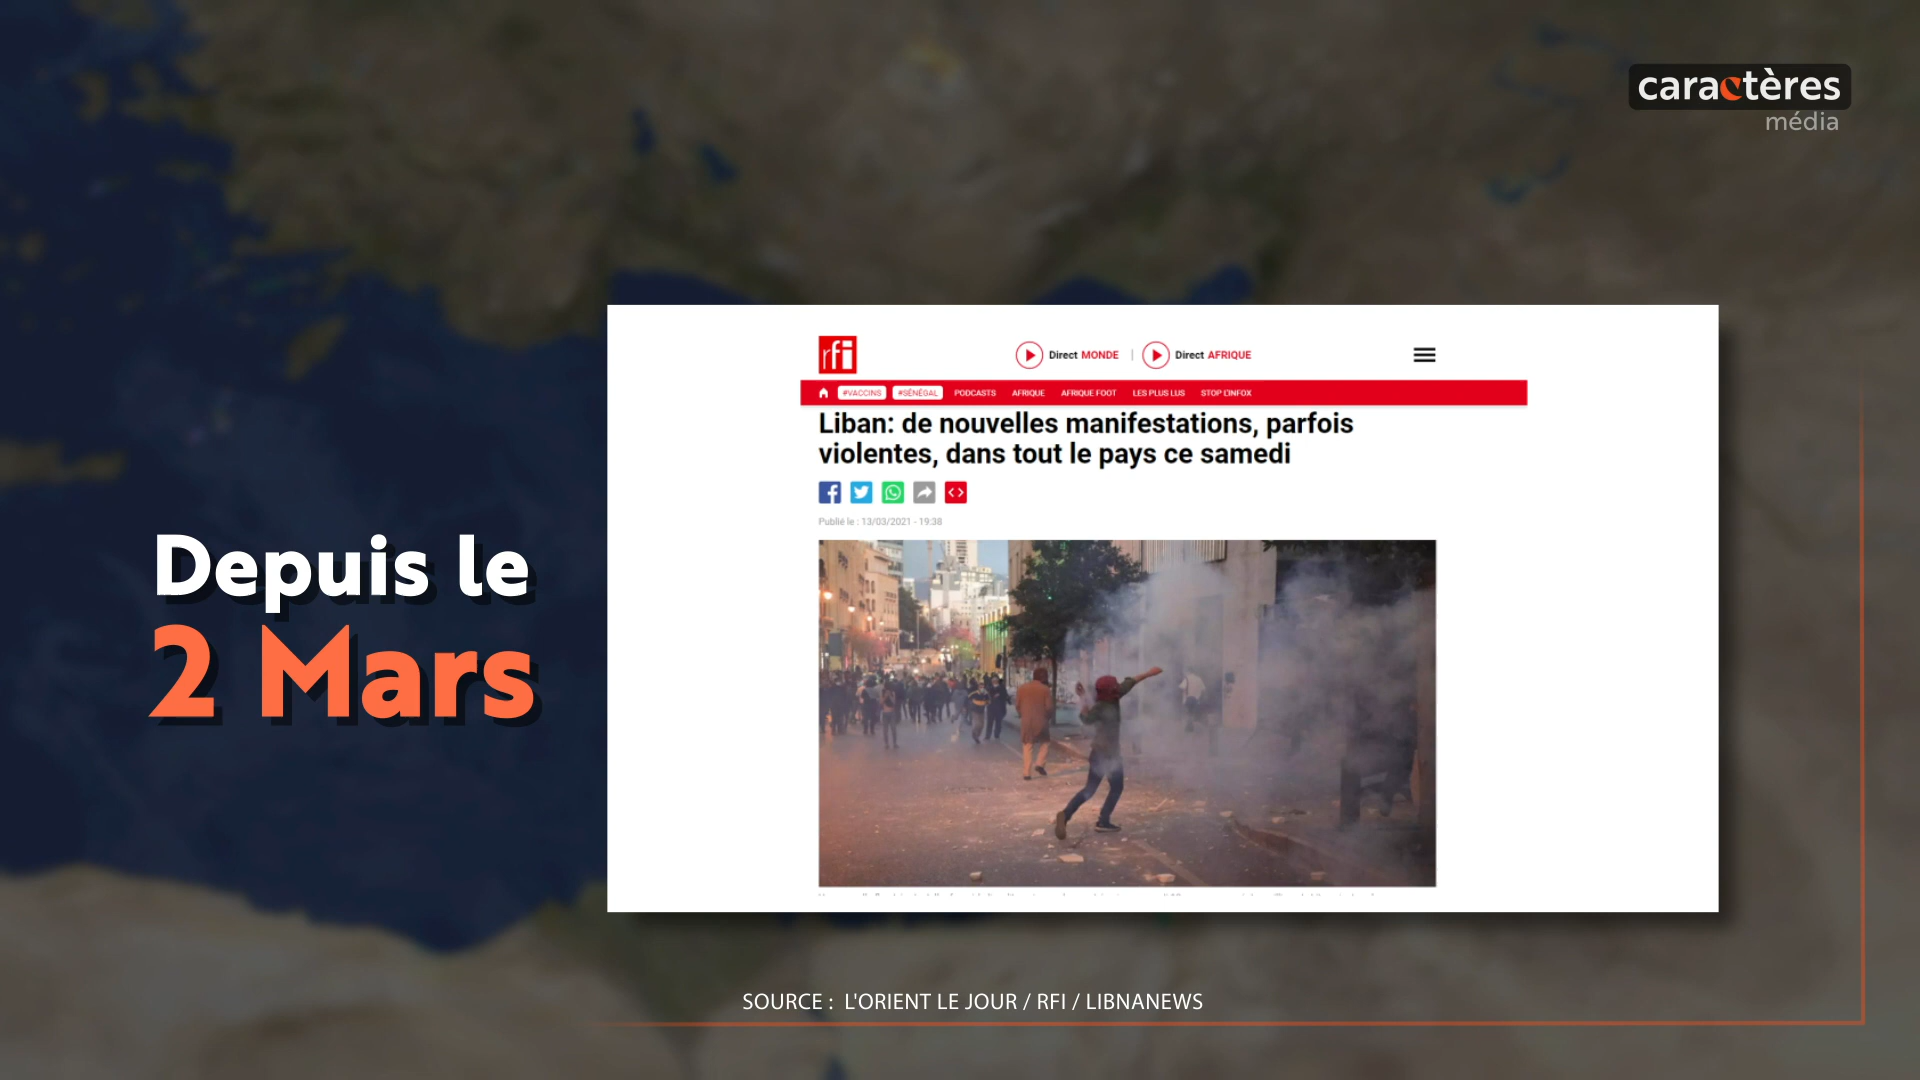 caractères
média
rfi
Direct MONDE | Direct AFRIQUE
#VACCINS #SÉNÉGAL PODCASTS AFRIQUE AFRIQUE FOOT LES PLUS LUS STOP L'INFOX
Liban: de nouvelles manifestations, parfois
violentes, dans tout le pays ce samedi
Publié le : 13/03/2021 - 19:38
Depuis le
2 Mars
SOURCE : L'ORIENT LE JOUR / RFI / LIBNANEWS